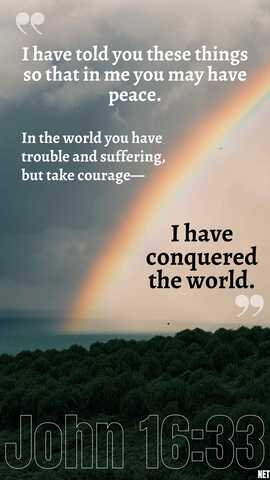 “
I have told you these things
so that in me you may have
peace.
In the world you have
trouble and suffering,
but take courage—
I have
conquered
the world.
”
John 16:33
NET